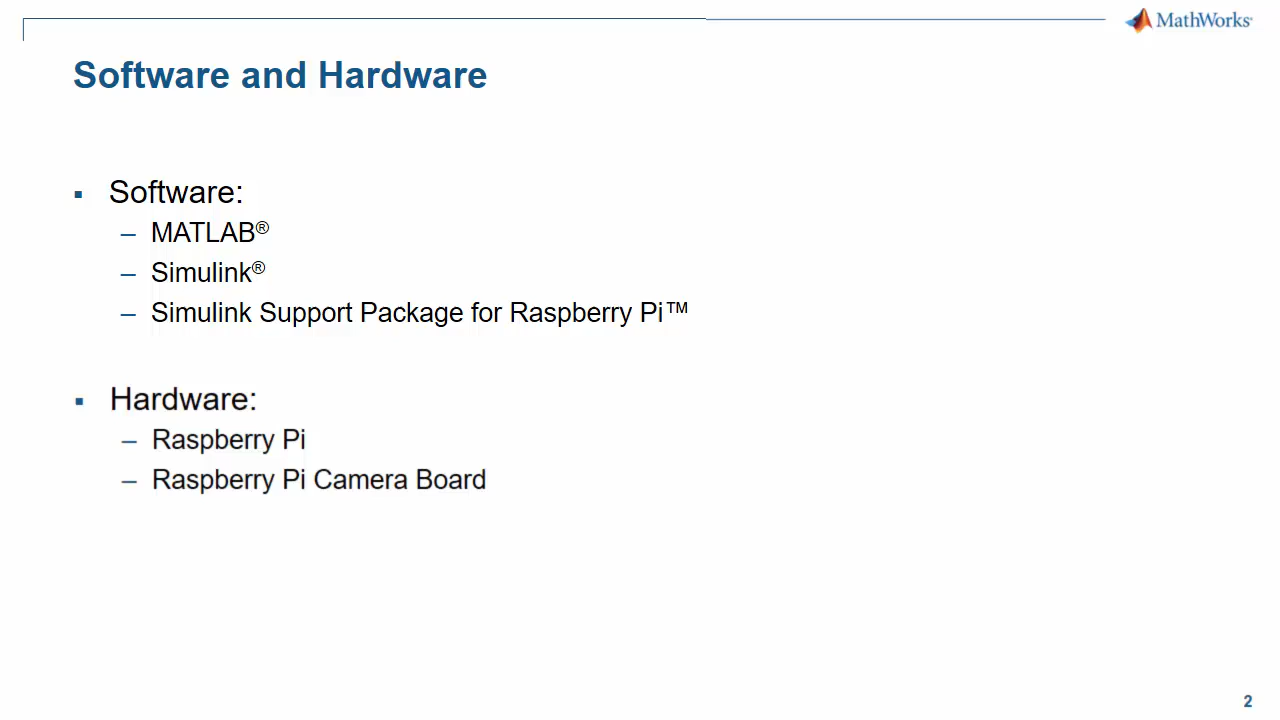 MathWorks®
Software and Hardware
▪ Software:
– MATLAB®
– Simulink®
– Simulink Support Package for Raspberry Pi™
▪ Hardware:
– Raspberry Pi
– Raspberry Pi Camera Board
2